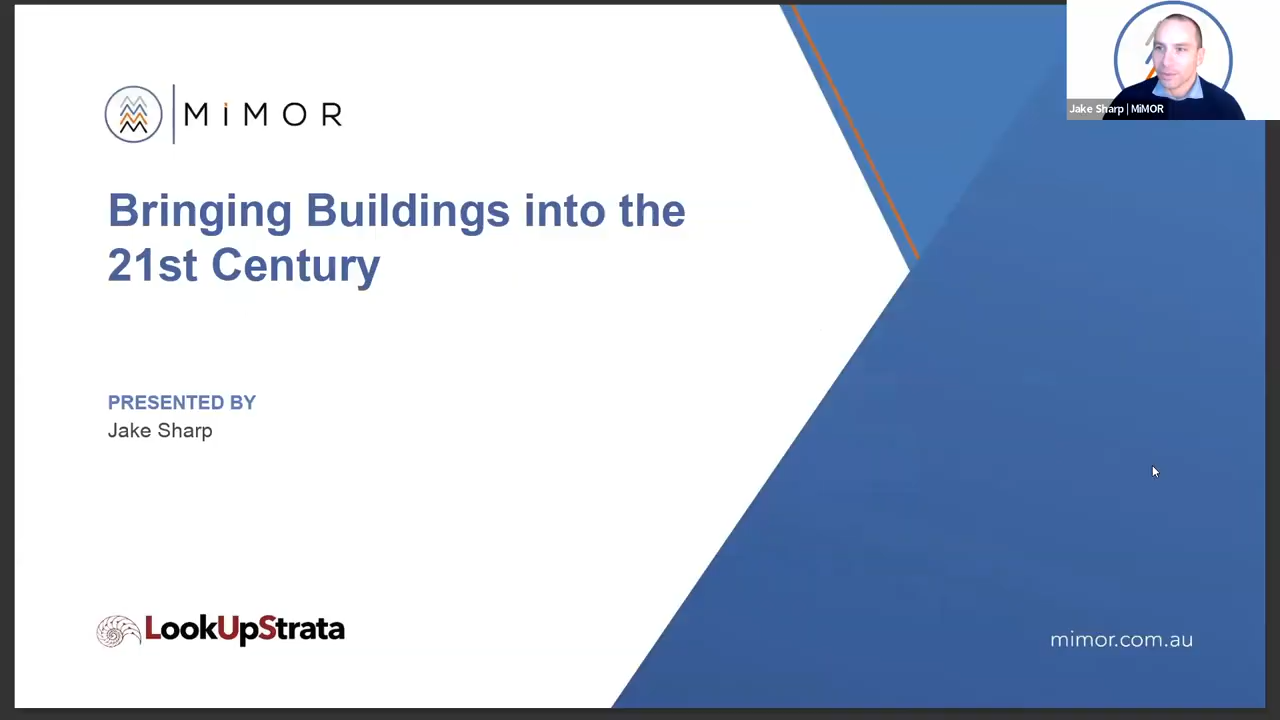 MiMOR
Bringing Buildings into the
21st Century
PRESENTED BY
Jake Sharp
LookUpStrata
mimor.com.au
Jake Sharp | MiMOR